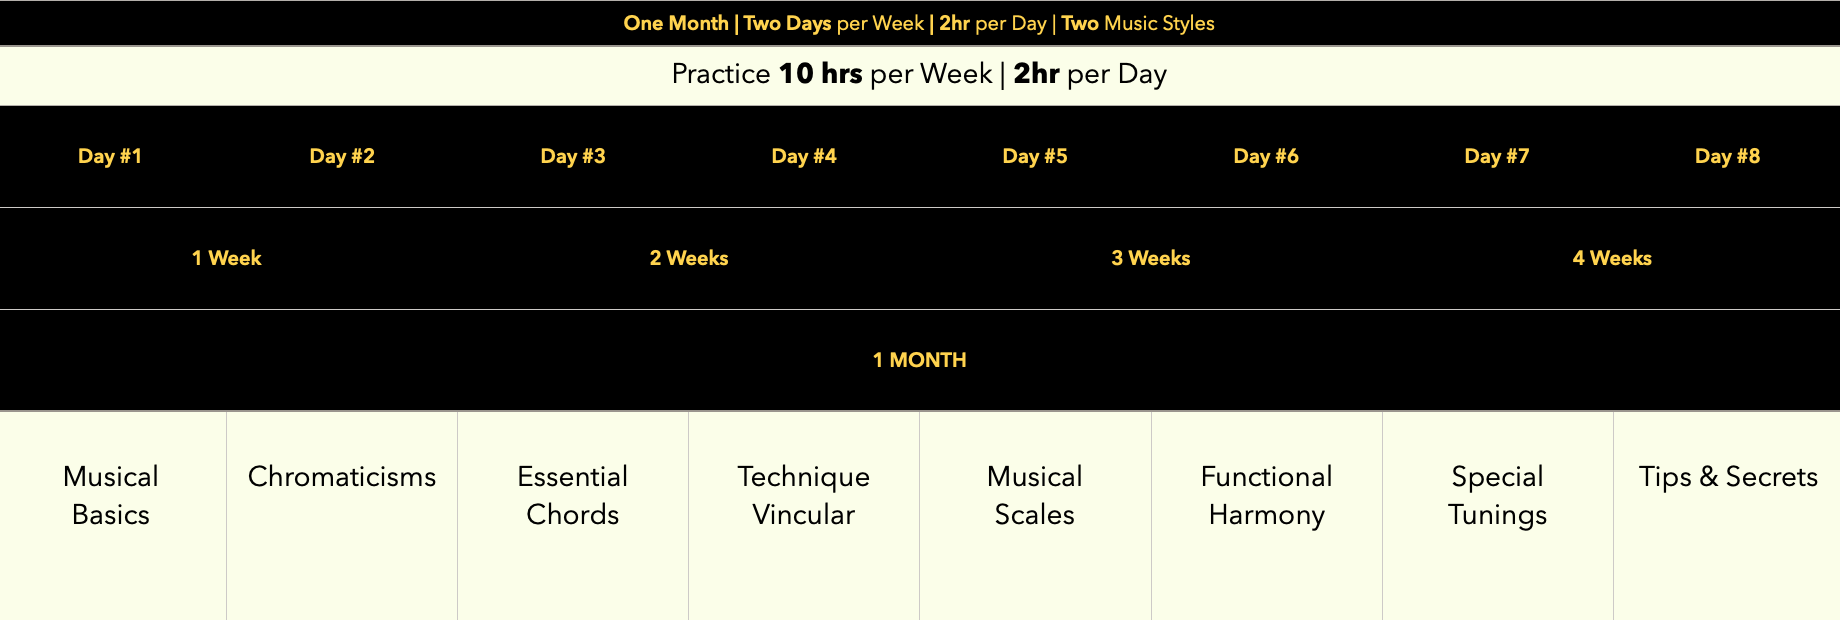 One Month | Two Days per Week | 2hr per Day | Two Music Styles
Practice 10 hrs per Week | 2hr per Day
Day #1 Day #2 Day #3 Day #4 Day #5 Day #6 Day #7 Day #8
1 Week 2 Weeks 3 Weeks 4 Weeks
1 MONTH
Musical
Basics
Chromaticisms
Essential
Chords
Technique
Vincular
Musical
Scales
Functional
Harmony
Special
Tunings
Tips & Secrets